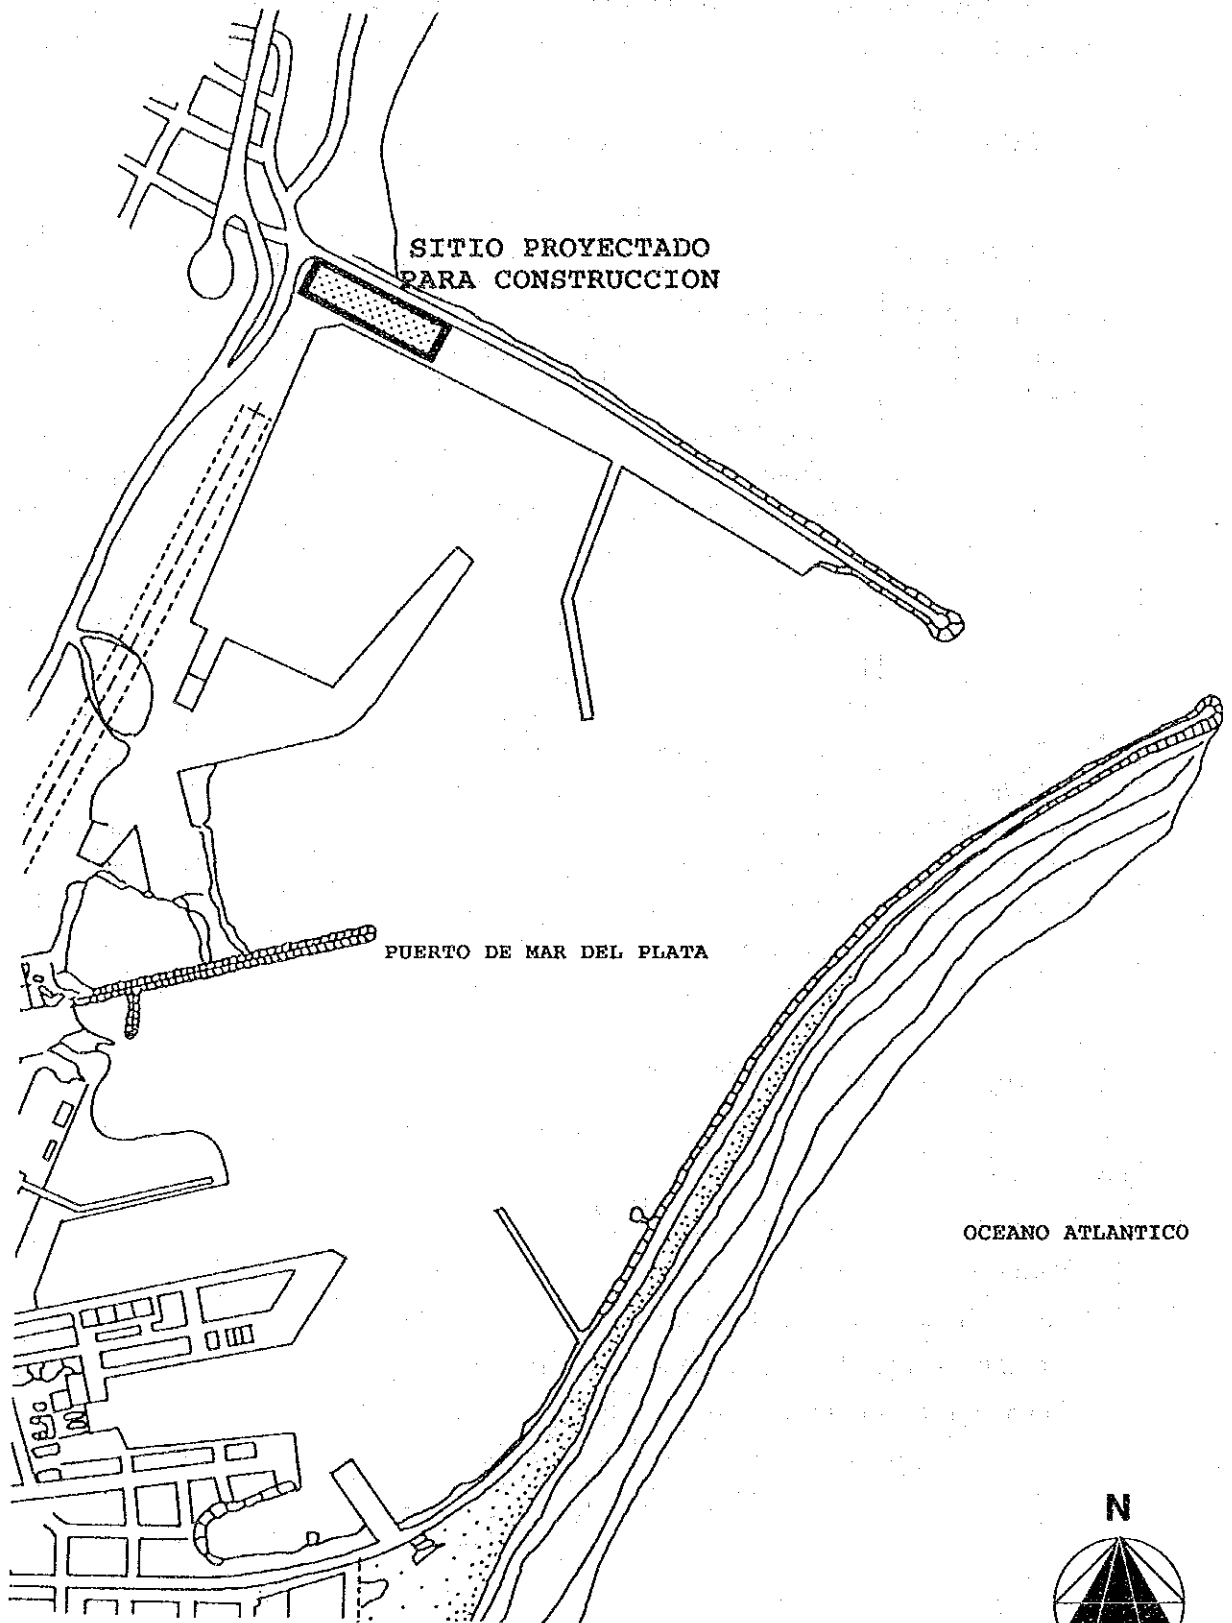 SITIO PROYECTADO
PARA CONSTRUCCION
PUERTO DE MAR DEL PLATA
OCEANO ATLANTICO
N